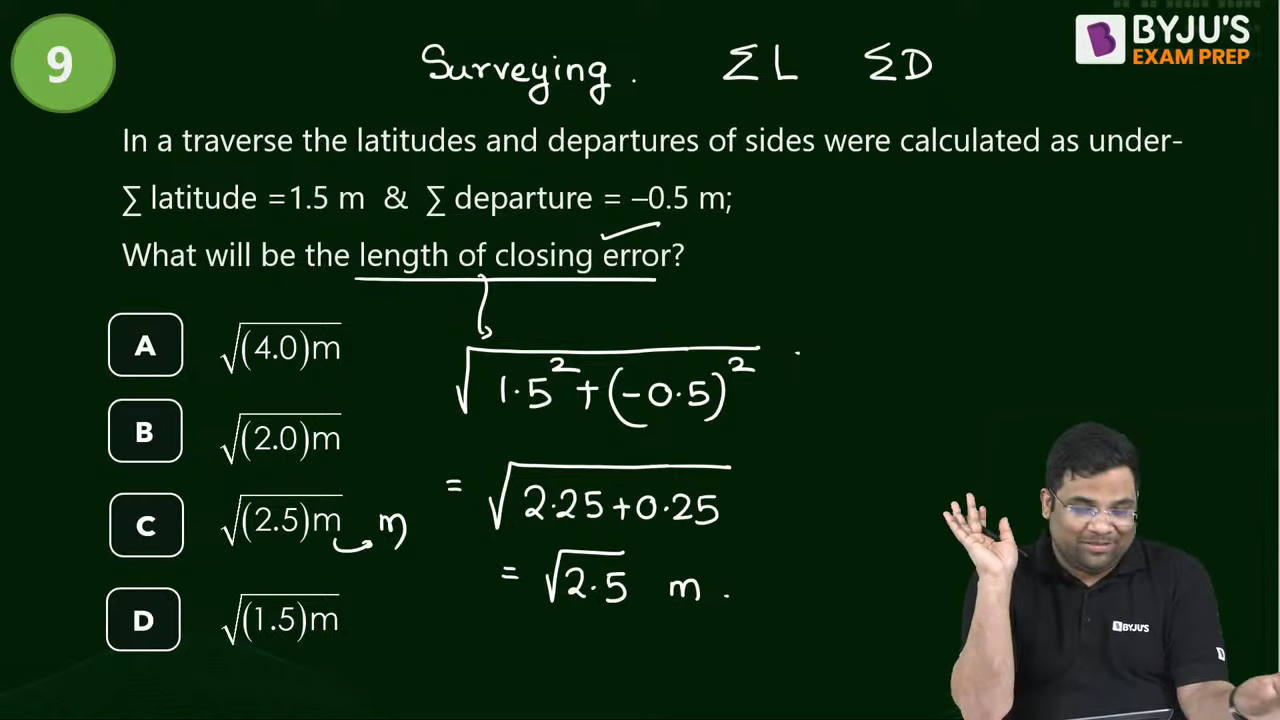 9
Surveying. ΣL ΣD
BYJU'S
EXAM PREP
In a traverse the latitudes and departures of sides were calculated as under-
∑ latitude =1.5 m & ∑ departure = –0.5 m;
What will be the length of closing error?
A √(4.0)m
√1.5² + (-0.5)²
B √(2.0)m
= √2.25+0.25
C √(2.5)m m
= √2.5 m.
D √(1.5)m
BYJU'S